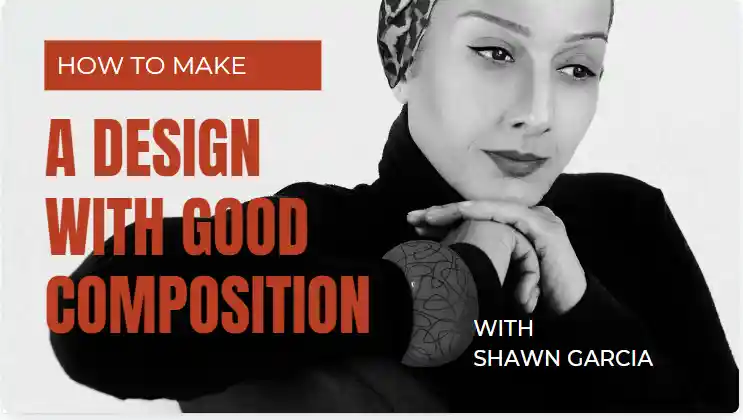 HOW TO MAKE
A DESIGN
WITH GOOD
COMPOSITION
WITH
SHAWN GARCIA